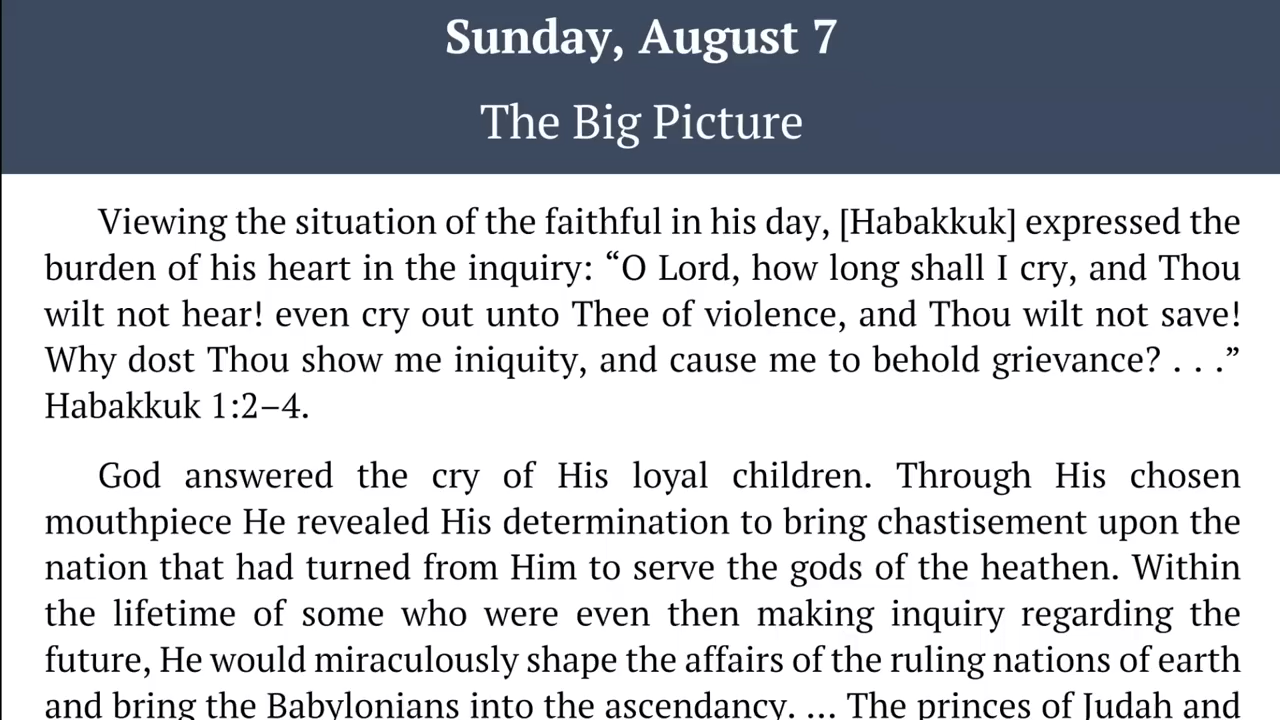 Sunday, August 7
The Big Picture
Viewing the situation of the faithful in his day, [Habakkuk] expressed the
burden of his heart in the inquiry: “O Lord, how long shall I cry, and Thou
wilt not hear! even cry out unto Thee of violence, and Thou wilt not save!
Why dost Thou show me iniquity, and cause me to behold grievance? . . .”
Habakkuk 1:2–4.
God answered the cry of His loyal children. Through His chosen
mouthpiece He revealed His determination to bring chastisement upon the
nation that had turned from Him to serve the gods of the heathen. Within
the lifetime of some who were even then making inquiry regarding the
future, He would miraculously shape the affairs of the ruling nations of earth
and bring the Babylonians into the ascendancy. ... The princes of Judah and